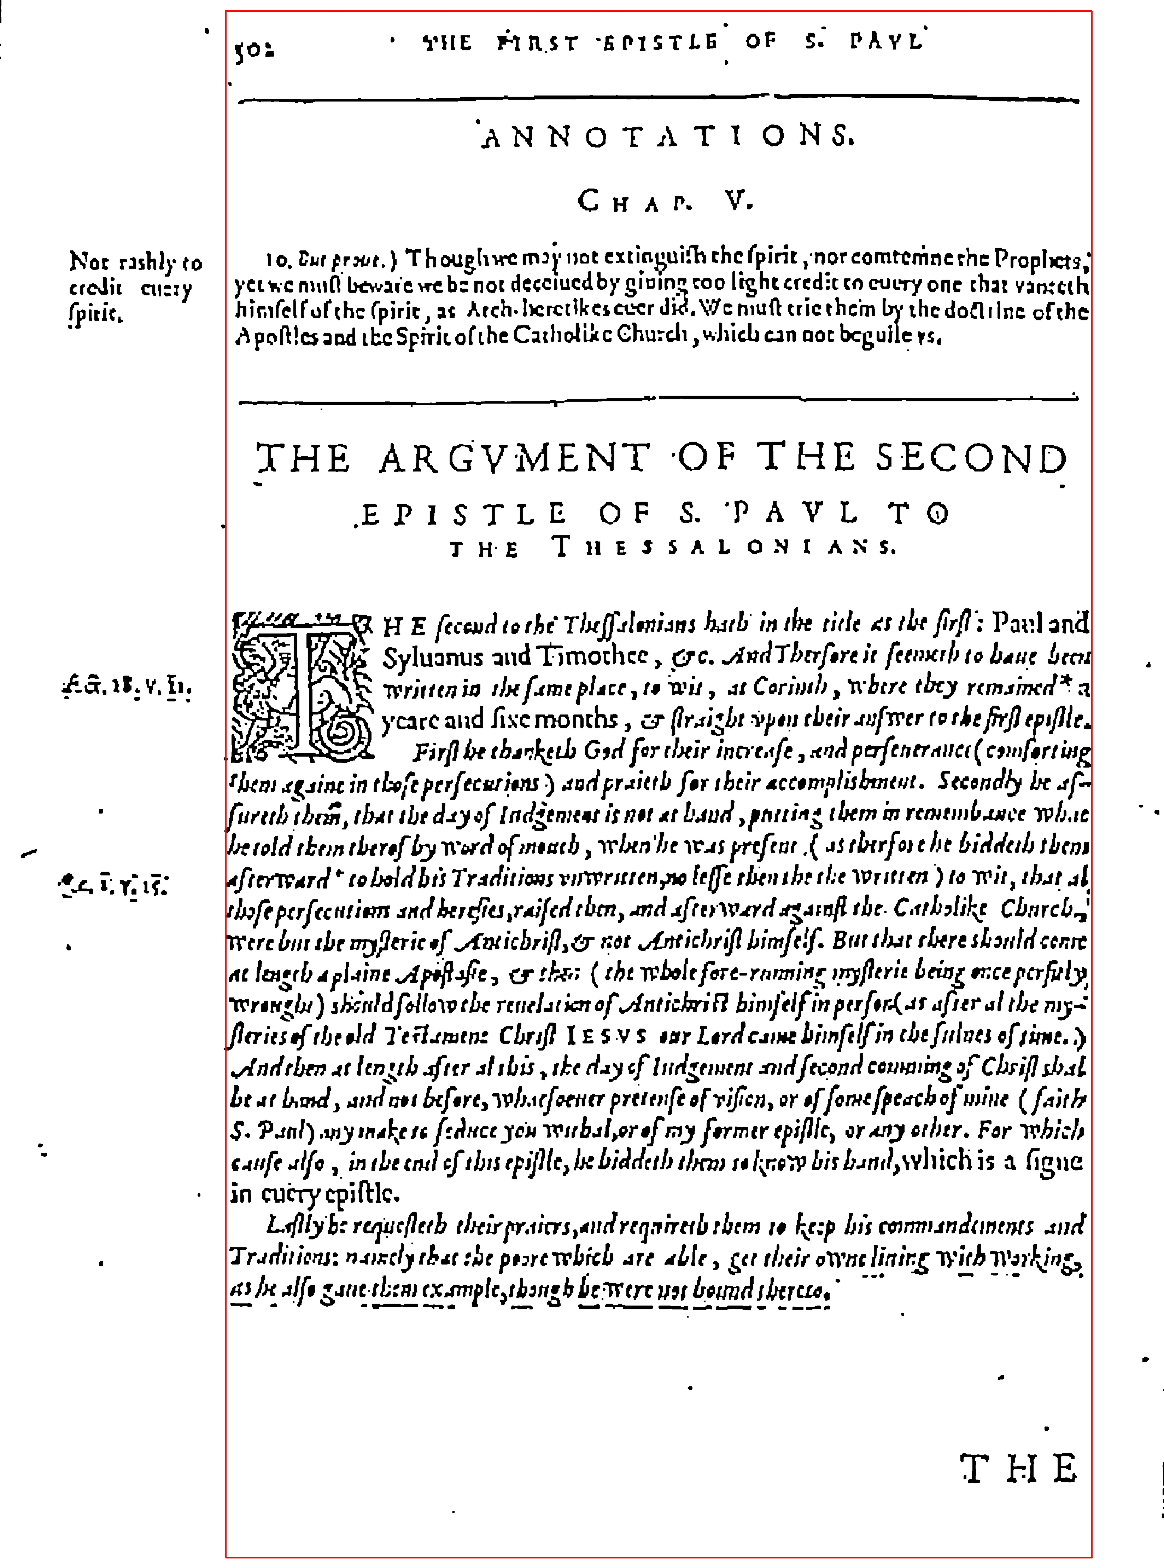 502 THE FIRST EPISTLE OF S. PAVL
ANNOTATIONS.
CHAP. V.
Not rashly to
credit euery
ſpirit.
10. But proue.) Though we may not extinguiſh the ſpirit, nor comtemne the Prophets,
yet we muſt beware we be not deceiued by giuing too light credit to euery one that vanteth
himſelf of the ſpirit, as Arch-heretikes euer did. We muſt trie them by the doctrine of the
Apoſtles and the Spirit of the Catholike Church, which can not beguile vs.
THE ARGVMENT OF THE SECOND
EPISTLE OF S. PAVL TO
THE THESSALONIANS.
THE ſecond to the Theſſalonians hath in the title as the firſt: Paul and
Syluanus and Timothee, &c. And Therfore it ſeemeth to haue been
Act. 18. v. 11.
written in the ſame place, to wit, at Corinth, where they remained* a
yeare and ſixe months, & ſtraight vpon their anſwer to the firſt epiſtle.
Firſt he thanketh God for their increaſe, and perſeuerance (comforting
them againe in thoſe perſecutions) and praieth for their accomplishment. Secondly he aſ-
ſureth them, that the day of Iudgement is not at hand, putting them in remembance what
he told them therof by word of mouth, when he was preſent (as therfore he biddeth them
c. 2. v. 15.
afterward* to hold his Traditions vnwritten, no leſſe then the the written) to wit, that al
thoſe perſecutions and hereſies, raiſed then, and afterward againſt the Catholike Church,
were but the myſterie of Antichriſt, & not Antichriſt himſelf. But that there should come
at length a plaine Apoſtaſie, & then (the whole fore-running myſterie being once perfitly
wrought) should follow the reuelation of Antichriſt himſelf in perſon (as after al the my-
ſteries of the old Teſtament Chriſt IESVS our Lord came himſelf in the fulnes of time.)
And then at length after al this, the day of Iudgement and ſecond comming of Chriſt shal
be at hand, and not before, whatſoeuer pretenſe of viſion, or of ſome ſpeach of mine (ſaith
S. Paul) any make to ſeduce you withal, or of my former epiſtle, or any other. For which
cauſe alſo, in the end of this epiſtle, he biddeth them to know his hand, which is a ſigne
in euery epiſtle.
Laſtly he requeſteth their praiers, and requireth them to keep his commandements and
Traditions: namely that the poore which are able, get their owne liuing with working,
as he alſo gaue them example, though he were not bound therto.
THE